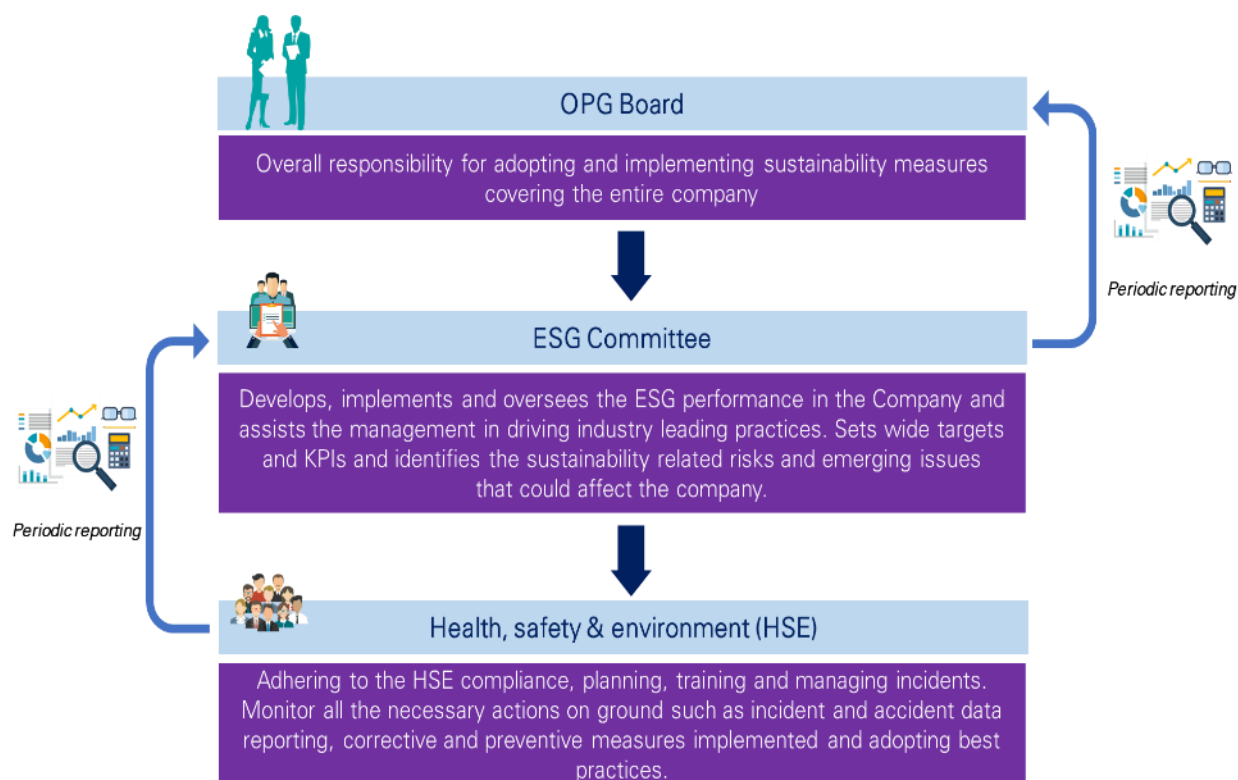 OPG Board
Overall responsibility for adopting and implementing sustainability measures
covering the entire company
Periodic reporting
ESG Committee
Develops, implements and oversees the ESG performance in the Company and
assists the management in driving industry leading practices. Sets wide targets
and KPIs and identifies the sustainability related risks and emerging issues
that could affect the company.
Periodic reporting
Health, safety & environment (HSE)
Adhering to the HSE compliance, planning, training and managing incidents.
Monitor all the necessary actions on ground such as incident and accident data
reporting, corrective and preventive measures implemented and adopting best
practices.